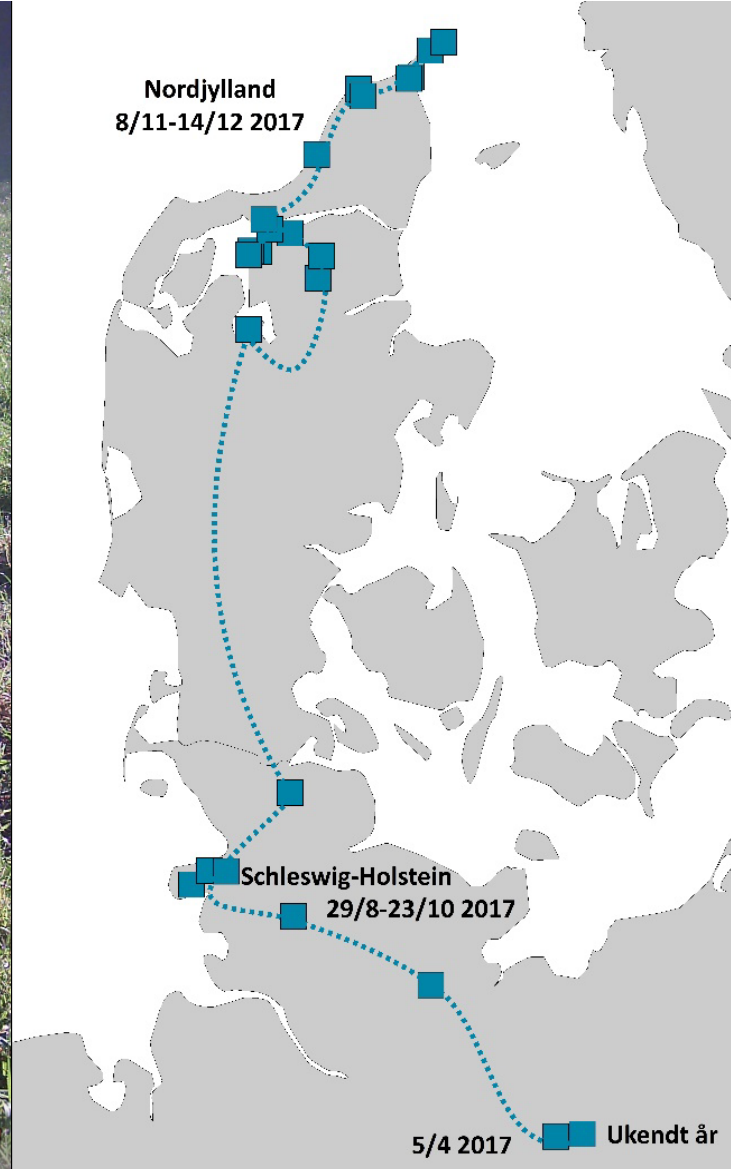 Nordjylland
8/11-14/12 2017
Schleswig-Holstein
29/8-23/10 2017
5/4 2017
Ukendt år